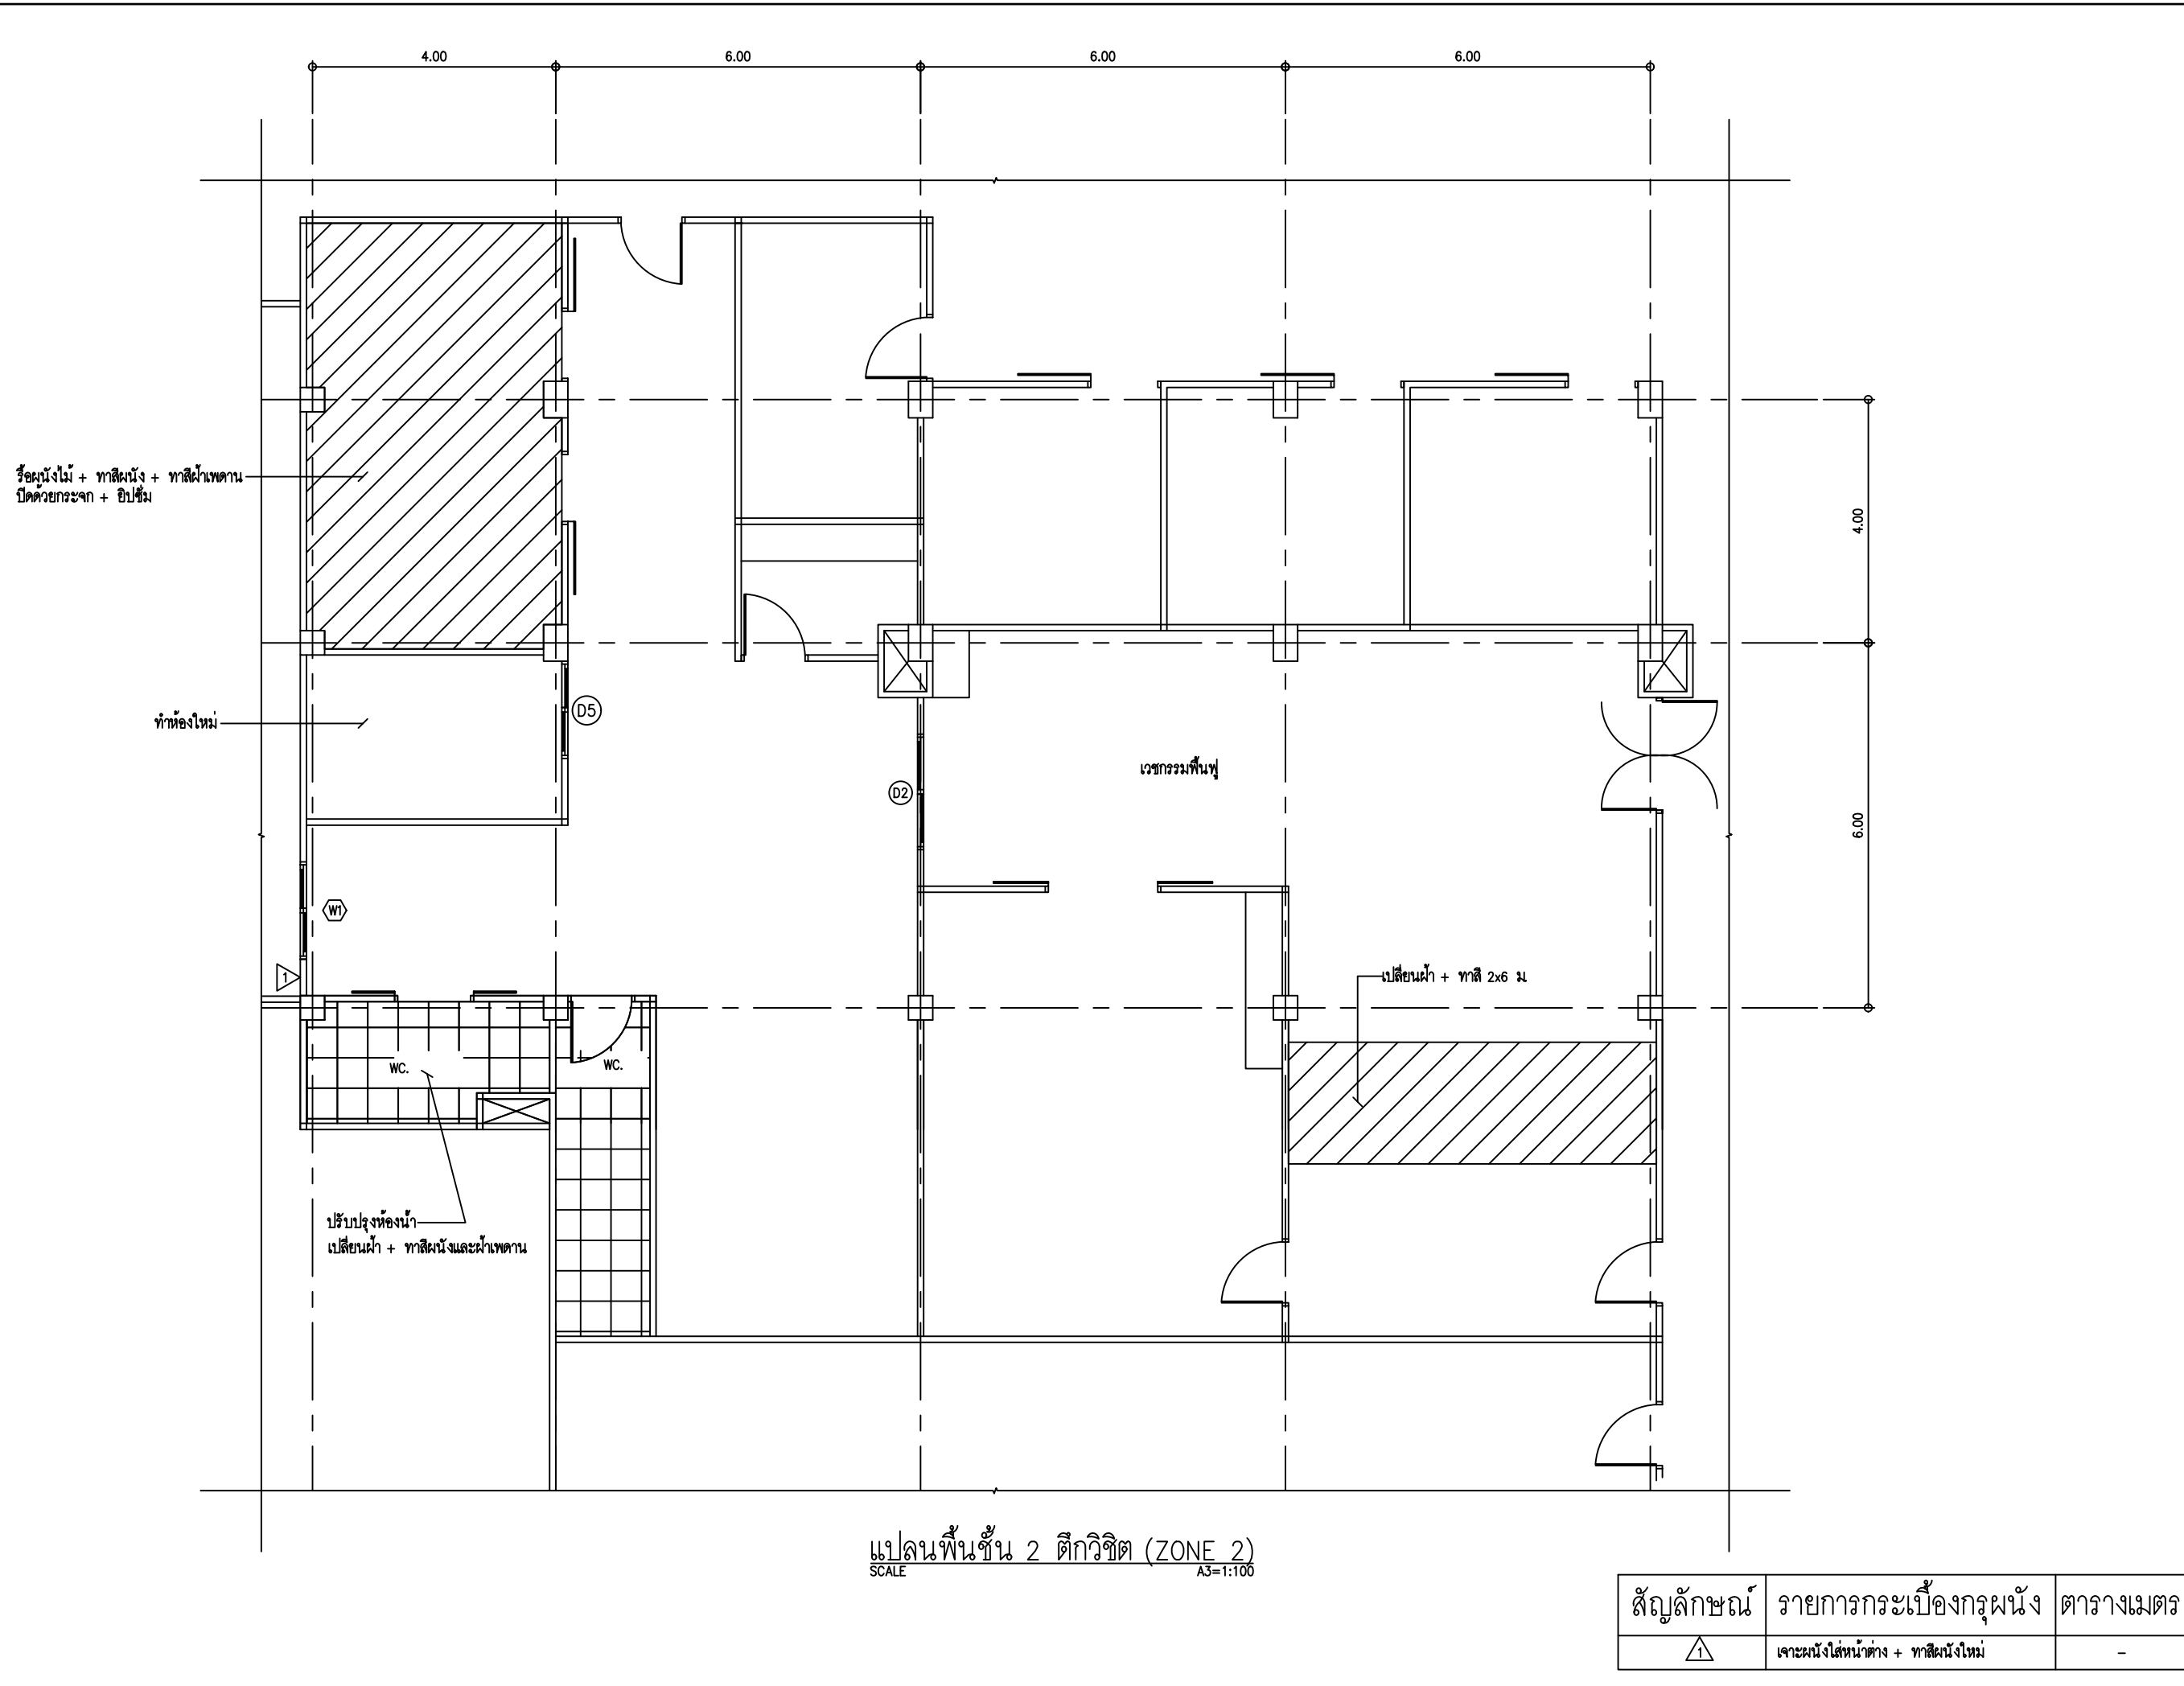 4.00 6.00 6.00 6.00
รื้อผนังไม้ + ทาสีผนัง + ทาสีฝ้าเพดาน
ปิดด้วยกระจก + ยิปซั่ม
4.00
ทำห้องใหม่
D5
เวชกรรมฟื้นฟู
D2
6.00
W1
1
เปลี่ยนฝ้า + ทาสี 2x6 ม.
WC.
WC.
ปรับปรุงห้องน้ำ
เปลี่ยนฝ้า + ทาสีผนังและฝ้าเพดาน
แปลนพื้นชั้น 2 ตึกวิชิต (ZONE 2)
SCALE A3=1:100
สัญลักษณ์ รายการกระเบื้องกรุผนัง ตารางเมตร
1 เจาะผนังใส่หน้าต่าง + ทาสีผนังใหม่ -